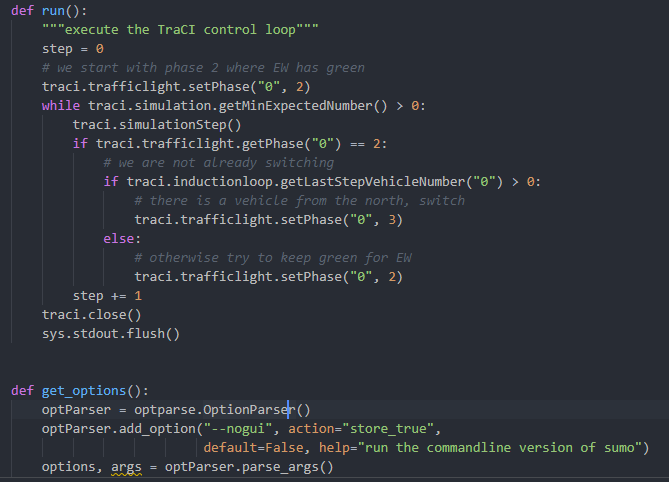 def run():
    """execute the TraCI control loop"""
    step = 0
    # we start with phase 2 where EW has green
    traci.trafficlight.setPhase("0", 2)
    while traci.simulation.getMinExpectedNumber() > 0:
        traci.simulationStep()
        if traci.trafficlight.getPhase("0") == 2:
            # we are not already switching
            if traci.inductionloop.getLastStepVehicleNumber("0") > 0:
                # there is a vehicle from the north, switch
                traci.trafficlight.setPhase("0", 3)
            else:
                # otherwise try to keep green for EW
                traci.trafficlight.setPhase("0", 2)
        step += 1
    traci.close()
    sys.stdout.flush()
def get_options():
    optParser = optparse.OptionParser()
    optParser.add_option("--nogui", action="store_true",
                         default=False, help="run the commandline version of sumo")
    options, args = optParser.parse_args()